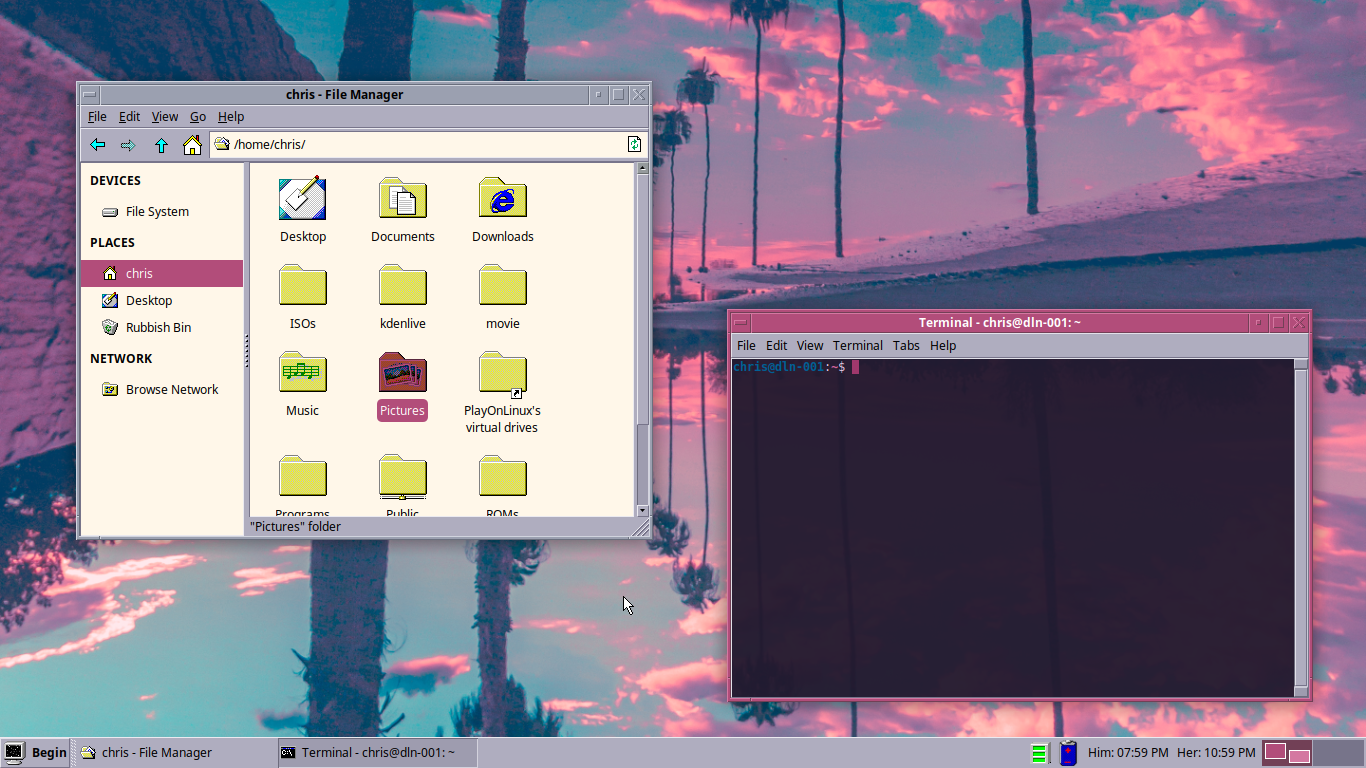 chris - File Manager
File Edit View Go Help
/home/chris/
DEVICES
File System
PLACES
chris
Desktop
Rubbish Bin
NETWORK
Browse Network
Desktop Documents Downloads
ISOs kdenlive movie
Music Pictures PlayOnLinux's
virtual drives
Programs Public ROMs
"Pictures" folder
Terminal - chris@dln-001: ~
File Edit View Terminal Tabs Help
chris@dln-001:~$
Begin chris - File Manager Terminal - chris@dln-001: ~ Him: 07:59 PM Her: 10:59 PM